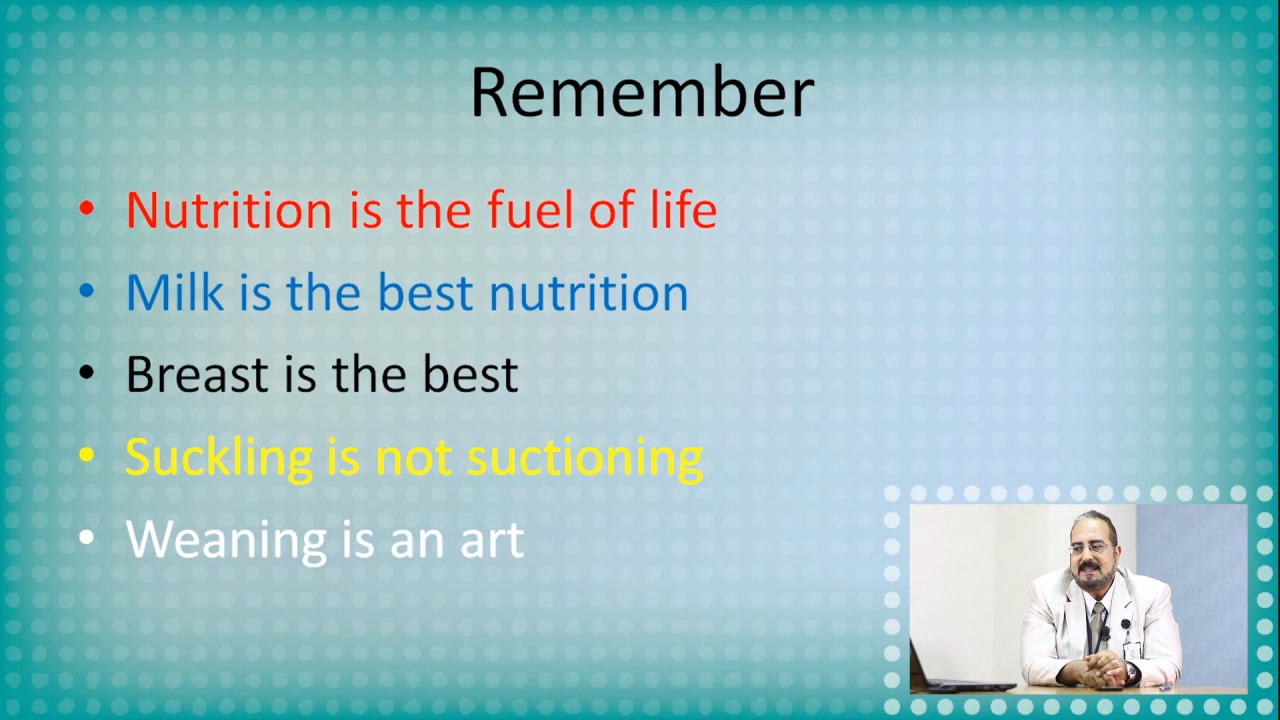 Remember
• Nutrition is the fuel of life
• Milk is the best nutrition
• Breast is the best
• Suckling is not suctioning
• Weaning is an art